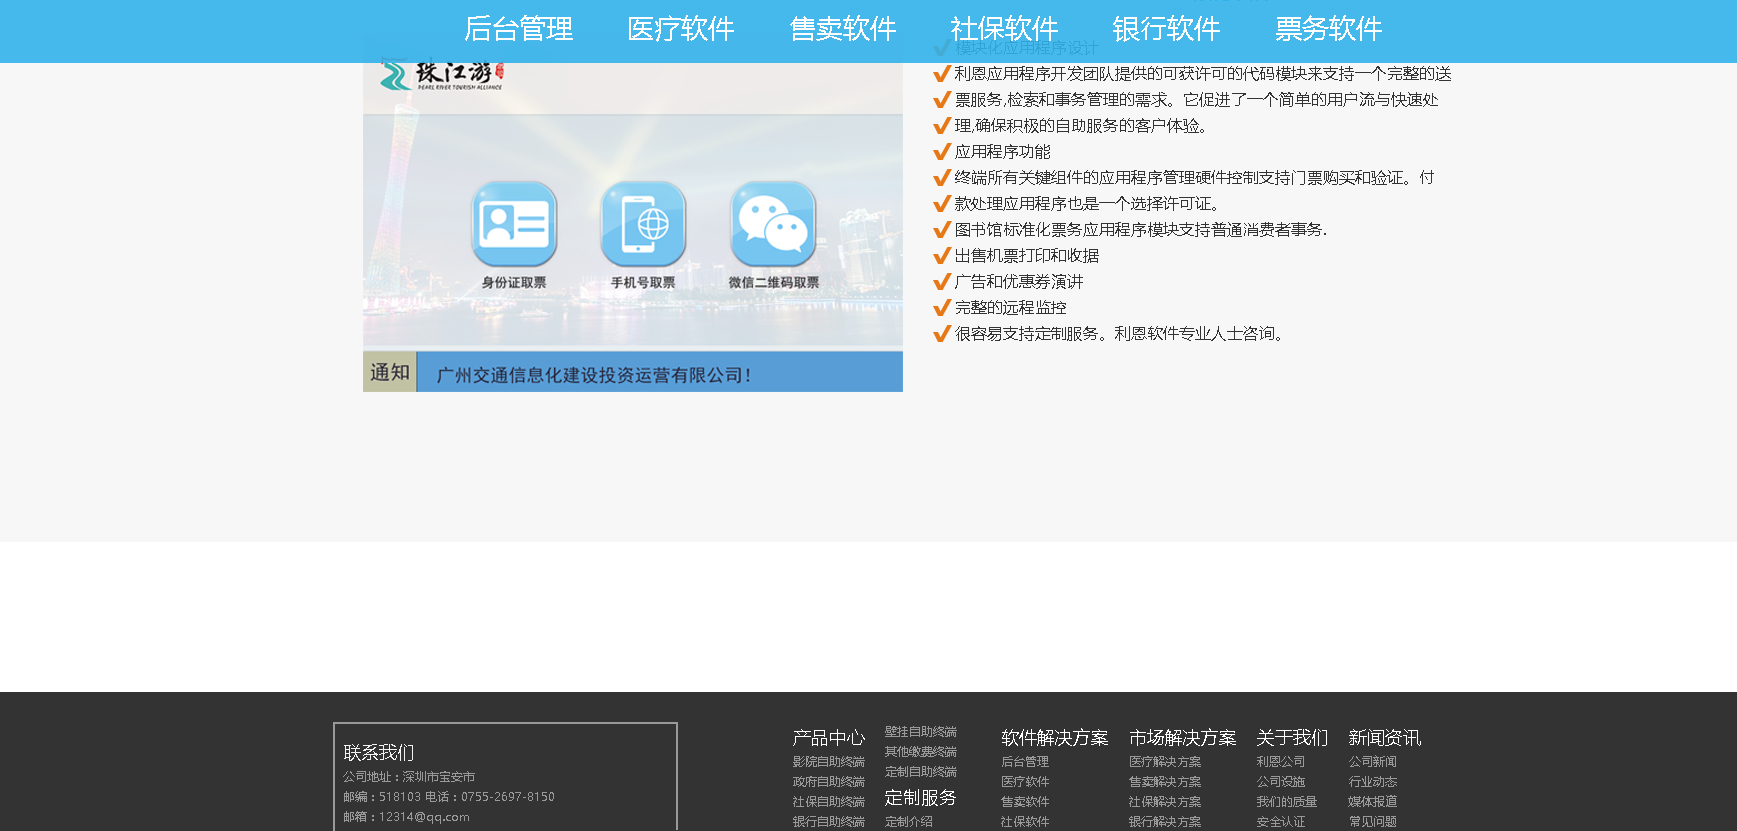 后台管理 医疗软件 售卖软件 社保软件 银行软件 票务软件
模块化应用程序设计
利恩应用程序开发团队提供的可获许可的代码模块来支持一个完整的送
票服务,检索和事务管理的需求。它促进了一个简单的用户流与快速处
理,确保积极的自助服务的客户体验。
应用程序功能
终端所有关键组件的应用程序管理硬件控制支持门票购买和验证。付
款处理应用程序也是一个选择许可证。
图书馆标准化票务应用程序模块支持普通消费者事务.
出售机票打印和收据
广告和优惠券演讲
完整的远程监控
很容易支持定制服务。利恩软件专业人士咨询。
珠江游
PEARL RIVER TOURISM ALLIANCE
身份证取票 手机号取票 微信二维码取票
通知 广州交通信息化建设投资运营有限公司！
联系我们
公司地址：深圳市宝安市
邮编：518103 电话：0755-2697-8150
邮箱：12314@qq.com
产品中心
影院自助终端
政府自助终端
社保自助终端
银行自助终端
壁挂自助终端
其他缴费终端
定制自助终端
定制服务
定制介绍
软件解决方案
后台管理
医疗软件
售卖软件
社保软件
市场解决方案
医疗解决方案
售卖解决方案
社保解决方案
银行解决方案
关于我们
利恩公司
公司设施
我们的质量
安全认证
新闻资讯
公司新闻
行业动态
媒体报道
常见问题